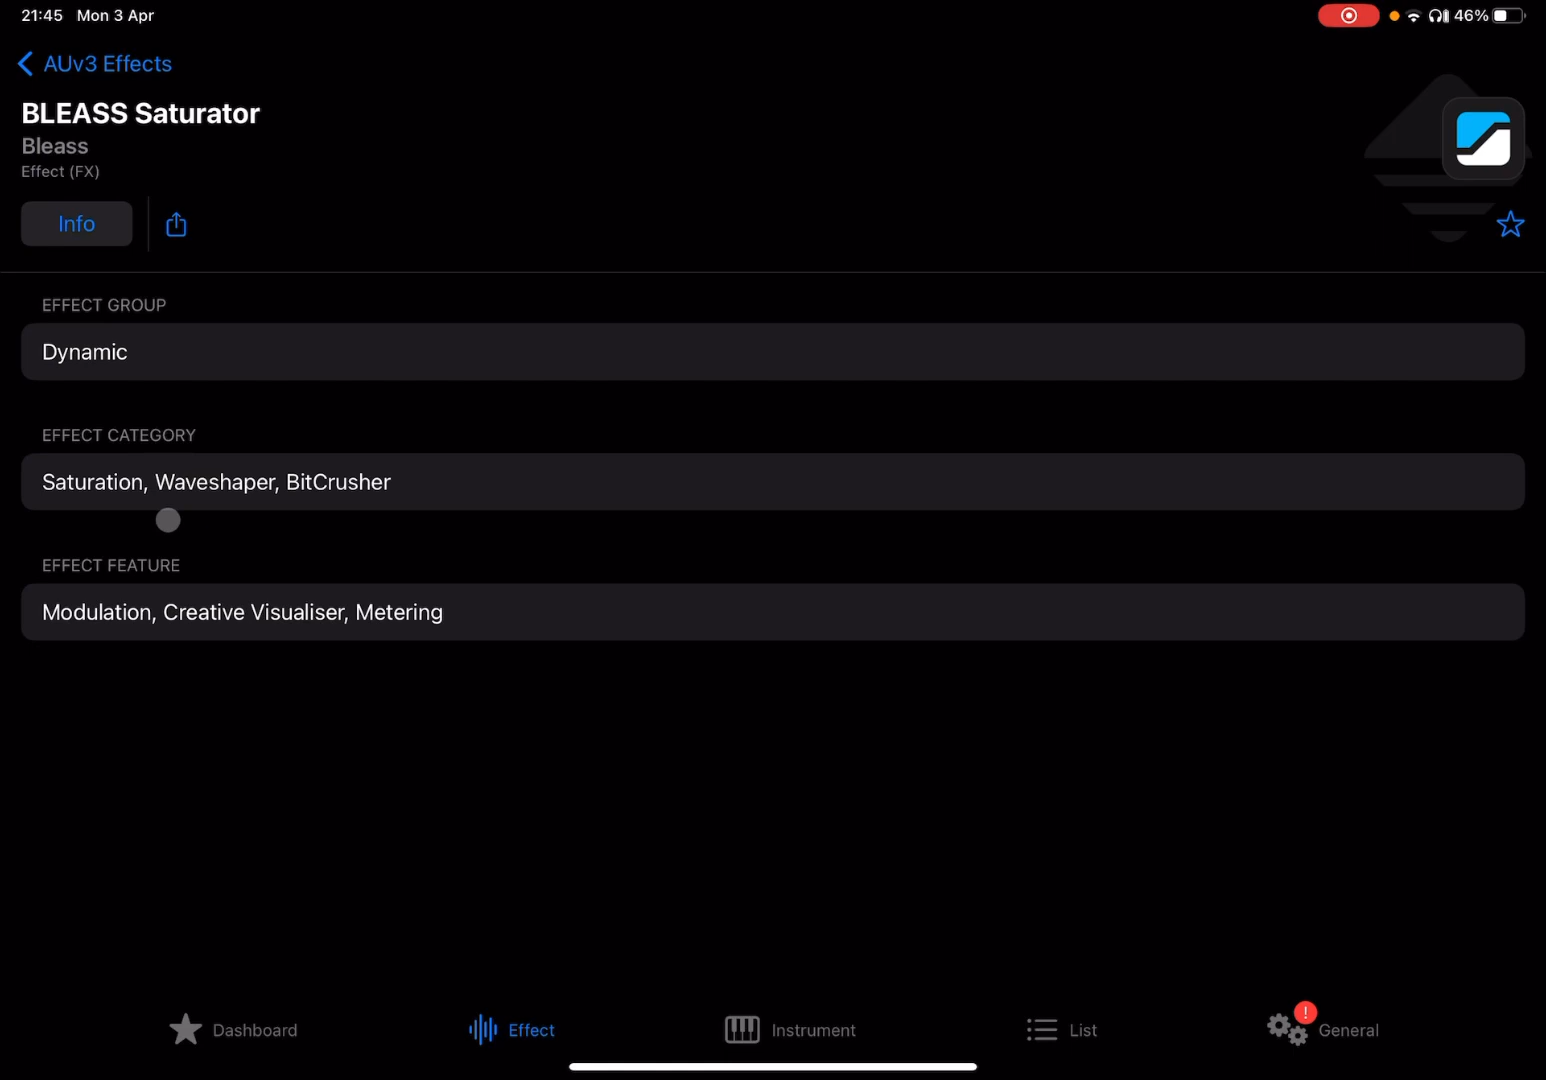 21:45 Mon 3 Apr
46%
AUv3 Effects
BLEASS Saturator
Bleass
Effect (FX)
Info
EFFECT GROUP
Dynamic
EFFECT CATEGORY
Saturation, Waveshaper, BitCrusher
EFFECT FEATURE
Modulation, Creative Visualiser, Metering
Dashboard
Effect
Instrument
List
!
General